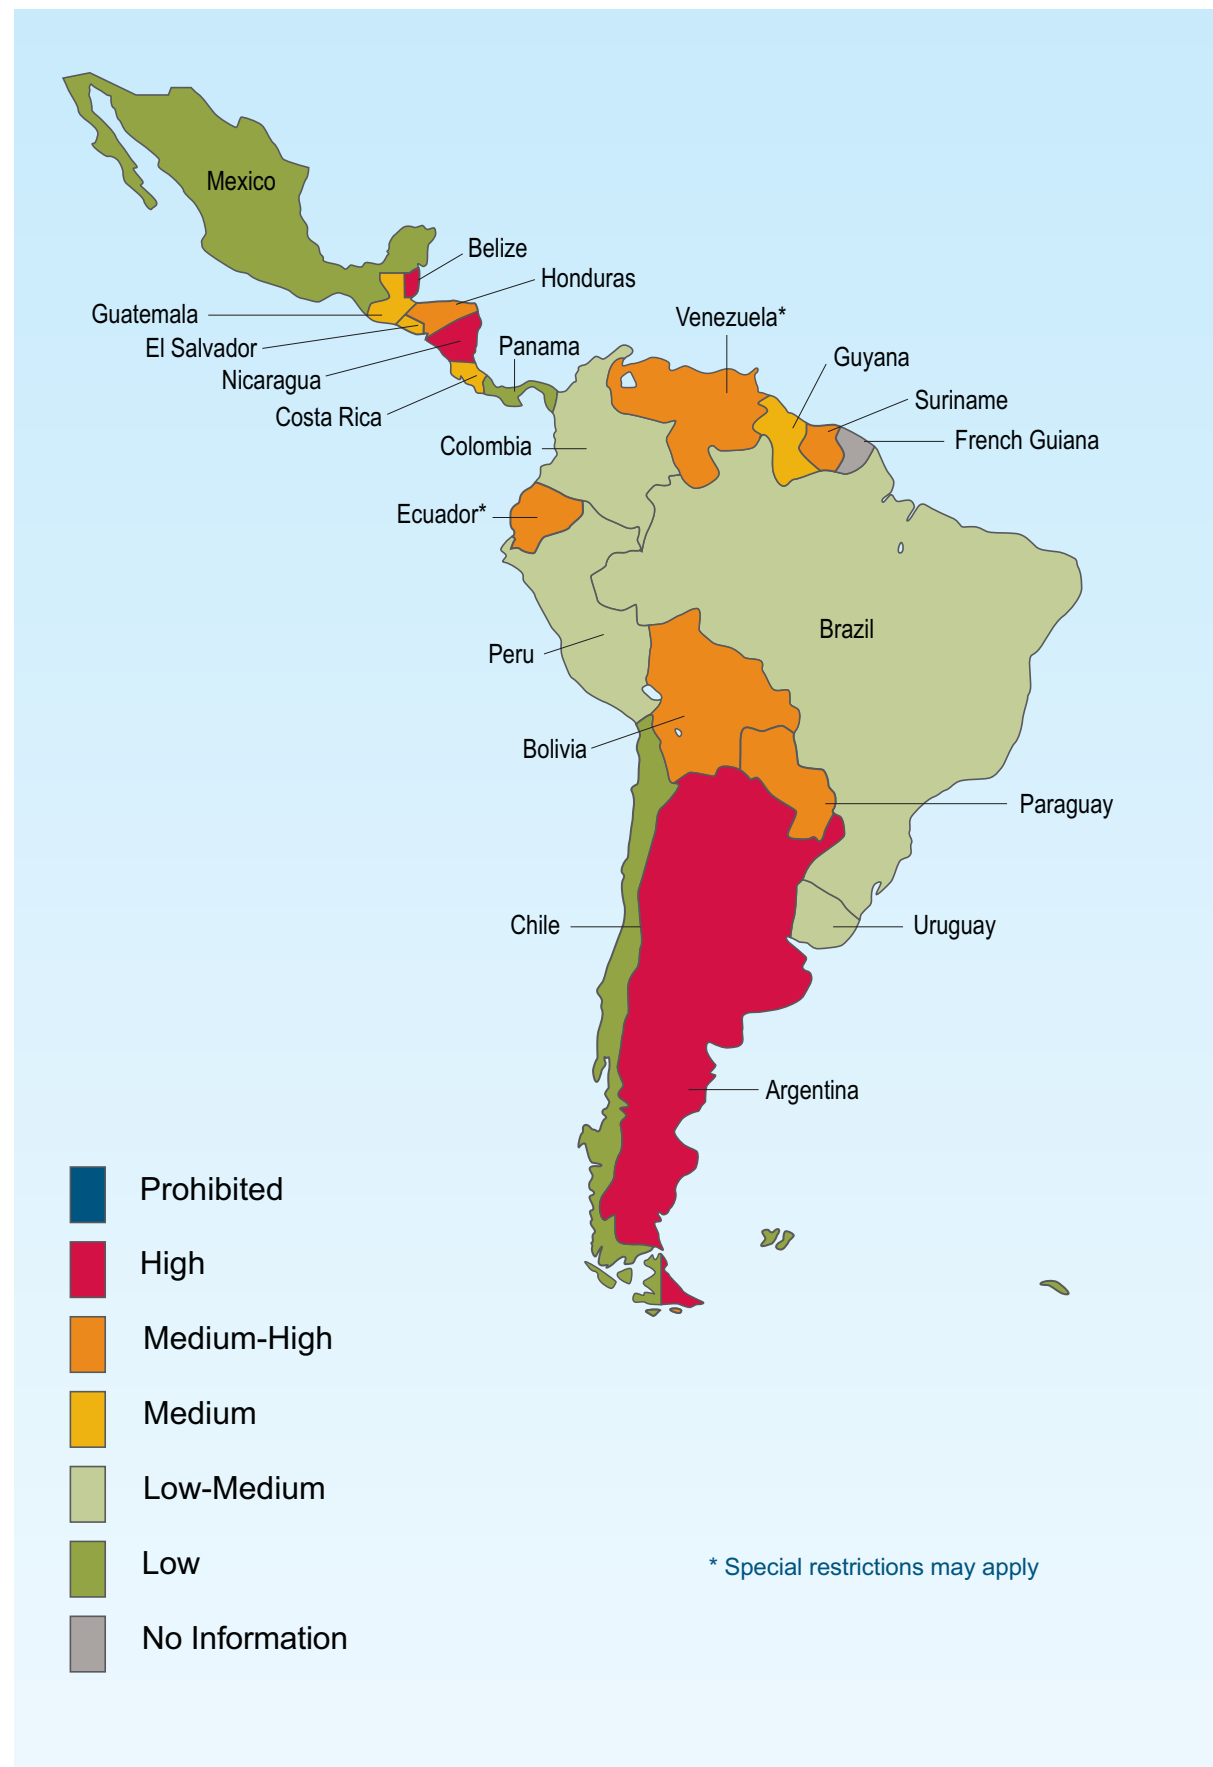 Mexico
Belize
Honduras
Guatemala
Venezuela*
El Salvador
Panama
Guyana
Nicaragua
Suriname
Costa Rica
French Guiana
Colombia
Ecuador*
Brazil
Peru
Bolivia
Paraguay
Chile
Uruguay
Argentina
Prohibited
High
Medium-High
Medium
Low-Medium
Low
* Special restrictions may apply
No Information